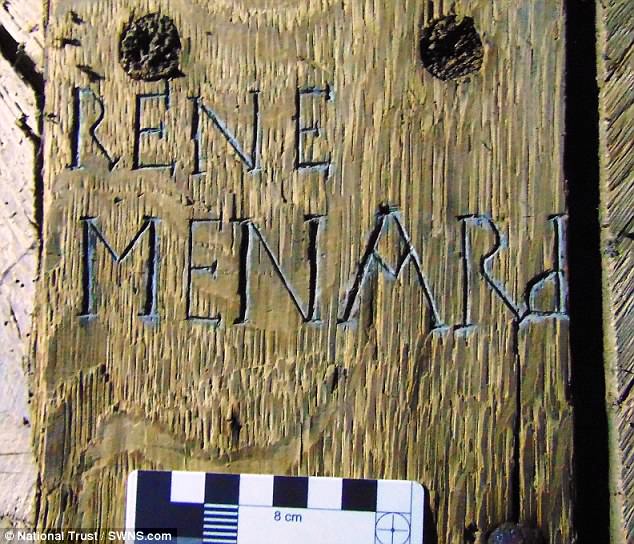 RENE
MENARd
8 cm
© National Trust / SWNS.com